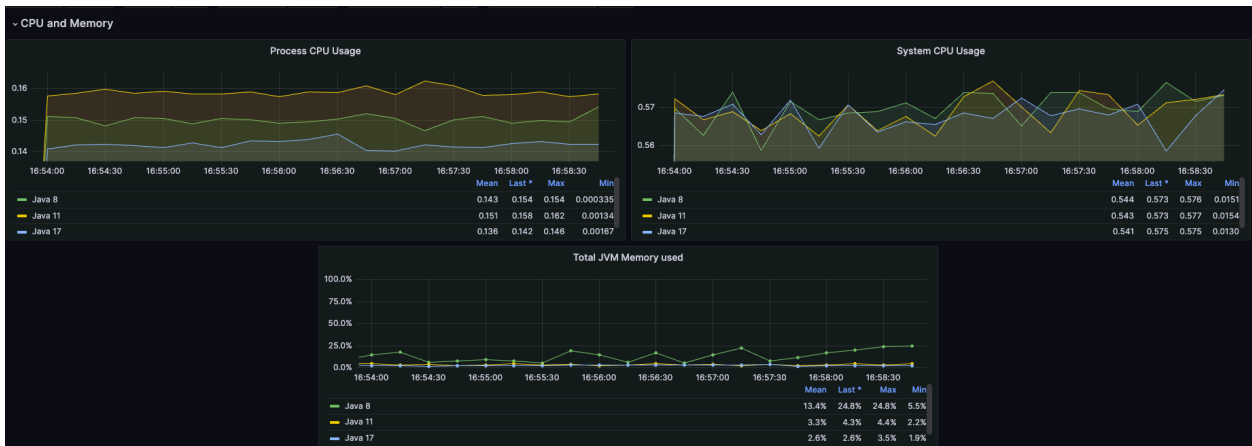 CPU and Memory
Process CPU Usage
0.16
0.15
0.14
16:54:00 16:54:30 16:55:00 16:55:30 16:56:00 16:56:30 16:57:00 16:57:30 16:58:00 16:58:30
Mean Last * Max Min
Java 8 0.143 0.154 0.154 0.000335
Java 11 0.151 0.158 0.162 0.00134
Java 17 0.136 0.142 0.146 0.00167
System CPU Usage
0.57
0.56
16:54:00 16:54:30 16:55:00 16:55:30 16:56:00 16:56:30 16:57:00 16:57:30 16:58:00 16:58:30
Mean Last * Max Min
Java 8 0.544 0.573 0.576 0.0151
Java 11 0.543 0.573 0.577 0.0154
Java 17 0.541 0.575 0.575 0.0130
Total JVM Memory used
100.0%
75.0%
50.0%
25.0%
0.0%
16:54:00 16:54:30 16:55:00 16:55:30 16:56:00 16:56:30 16:57:00 16:57:30 16:58:00 16:58:30
Mean Last * Max Min
Java 8 13.4% 24.8% 24.8% 5.5%
Java 11 3.3% 4.3% 4.4% 2.2%
Java 17 2.6% 2.6% 3.5% 1.9%